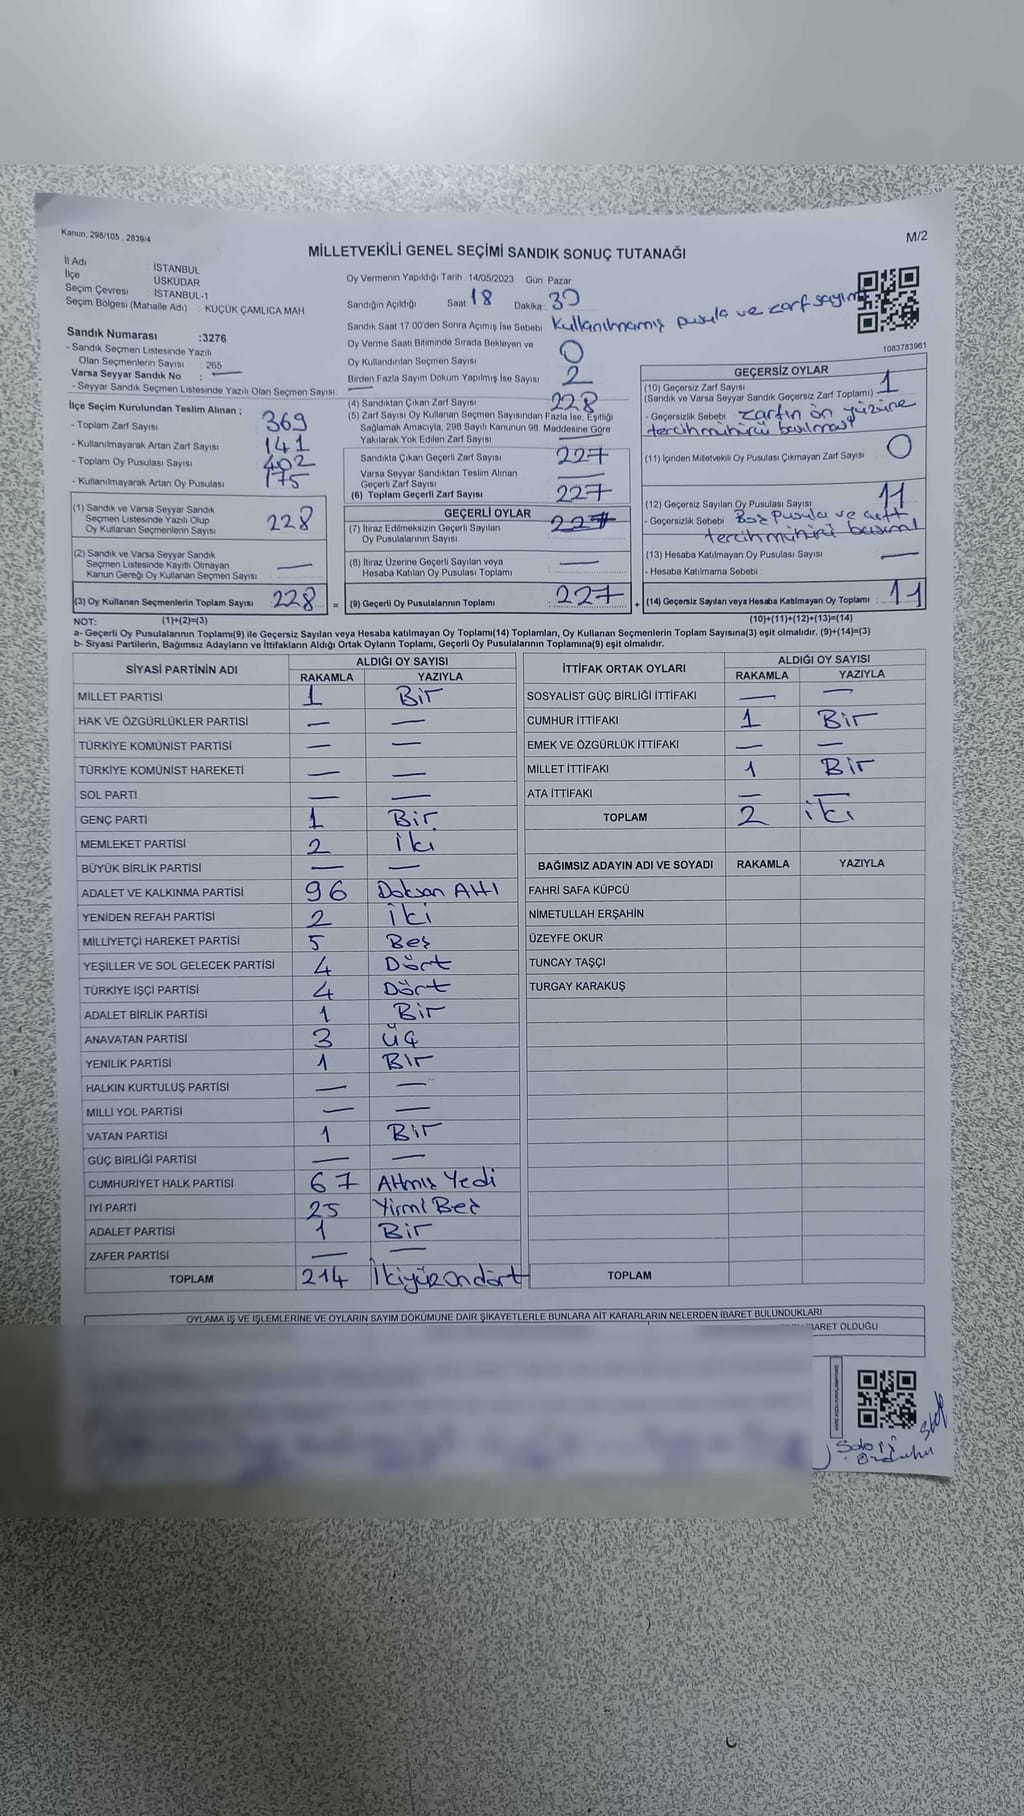 Kanun: 298/105 , 2839/4
M/2
MİLLETVEKİLİ GENEL SEÇİMİ SANDIK SONUÇ TUTANAĞI
İl Adı İSTANBUL
İlçe ÜSKÜDAR
Seçim Çevresi : İSTANBUL-1
Seçim Bölgesi (Mahalle Adı) : KÜÇÜK ÇAMLICA MAH
Sandık Numarası :3276
- Sandık Seçmen Listesinde Yazılı
Olan Seçmenlerin Sayısı : 265
Varsa Seyyar Sandık No : —
- Seyyar Sandık Seçmen Listesinde Yazılı Olan Seçmen Sayısı :
İlçe Seçim Kurulundan Teslim Alınan ;
- Toplam Zarf Sayısı : 369
- Kullanılmayarak Artan Zarf Sayısı : 141
- Toplam Oy Pusulası Sayısı : 402
- Kullanılmayarak Artan Oy Pusulası : 175
Oy Vermenin Yapıldığı Tarih : 14/05/2023 Gün: Pazar
Sandığın Açıldığı Saat 18 Dakika : 30
Sandık Saat 17:00'den Sonra Açılmış İse Sebebi Kullanılmamış pusula ve zarf sayımı
Oy Verme Saati Bitiminde Sırada Bekleyen ve
Oy Kullandırılan Seçmen Sayısı 0
Birden Fazla Sayım Döküm Yapılmış İse Sayısı 2
(4) Sandıktan Çıkan Zarf Sayısı 228
(5) Zarf Sayısı Oy Kullanan Seçmen Sayısından Fazla İse, Eşitliği
Sağlamak Amacıyla, 298 Sayılı Kanunun 98. Maddesine Göre
Yakılarak Yok Edilen Zarf Sayısı —
Sandıkta Çıkan Geçerli Zarf Sayısı 227
Varsa Seyyar Sandıktan Teslim Alınan
Geçerli Zarf Sayısı —
(6) Toplam Geçerli Zarf Sayısı 227
1083783961
GEÇERSİZ OYLAR
(10) Geçersiz Zarf Sayısı 1
(Sandık ve Varsa Seyyar Sandık Geçersiz Zarf Toplamı)
- Geçersizlik Sebebi : zarfın ön yüzüne
tercih mühürü basılması
(11) İçinden Milletvekili Oy Pusulası Çıkmayan Zarf Sayısı : 0
(12) Geçersiz Sayılan Oy Pusulası Sayısı 11
- Geçersizlik Sebebi Boş Pusula ve çift
tercih mühürü basımı
(13) Hesaba Katılmayan Oy Pusulası Sayısı —
- Hesaba Katılmama Sebebi :
(14) Geçersiz Sayılan veya Hesaba Katılmayan Oy Toplamı : 11
(10)+(11)+(12)+(13)=(14)
(1) Sandık ve Varsa Seyyar Sandık
Seçmen Listesinde Yazılı Olup
Oy Kullanan Seçmenlerin Sayısı 228
(2) Sandık ve Varsa Seyyar Sandık
Seçmen Listesinde Kayıtlı Olmayan
Kanun Gereği Oy Kullanan Seçmen Sayısı —
(3) Oy Kullanan Seçmenlerin Toplam Sayısı 228 =
GEÇERLİ OYLAR
(7) İtiraz Edilmeksizin Geçerli Sayılan
Oy Pusulalarının Sayısı : 227
(8) İtiraz Üzerine Geçerli Sayılan veya
Hesaba Katılan Oy Pusulası Toplamı —
(9) Geçerli Oy Pusulalarının Toplamı : 227 +
NOT: (1)+(2)=(3)
a- Geçerli Oy Pusulalarının Toplamı(9) ile Geçersiz Sayılan veya Hesaba katılmayan Oy Toplamı(14) Toplamları, Oy Kullanan Seçmenlerin Toplam Sayısına(3) eşit olmalıdır. (9)+(14)=(3)
b- Siyasi Partilerin, Bağımsız Adayların ve İttifakların Aldığı Ortak Oyların Toplamı, Geçerli Oy Pusulalarının Toplamına(9) eşit olmalıdır.
SİYASİ PARTİNİN ADI ALDIĞI OY SAYISI
RAKAMLA YAZIYLA
MİLLET PARTİSİ 1 Bir
HAK VE ÖZGÜRLÜKLER PARTİSİ — —
TÜRKİYE KOMÜNİST PARTİSİ — —
TÜRKİYE KOMÜNİST HAREKETİ — —
SOL PARTİ — —
GENÇ PARTİ 1 Bir
MEMLEKET PARTİSİ 2 İki
BÜYÜK BİRLİK PARTİSİ — —
ADALET VE KALKINMA PARTİSİ 96 Doksan Altı
YENİDEN REFAH PARTİSİ 2 İki
MİLLİYETÇİ HAREKET PARTİSİ 5 Beş
YEŞİLLER VE SOL GELECEK PARTİSİ 4 Dört
TÜRKİYE İŞÇİ PARTİSİ 4 Dört
ADALET BİRLİK PARTİSİ 1 Bir
ANAVATAN PARTİSİ 3 Üç
YENİLİK PARTİSİ 1 Bir
HALKIN KURTULUŞ PARTİSİ — —
MİLLİ YOL PARTİSİ — —
VATAN PARTİSİ 1 Bir
GÜÇ BİRLİĞİ PARTİSİ — —
CUMHURİYET HALK PARTİSİ 67 Altmış Yedi
İYİ PARTİ 25 Yirmi Beş
ADALET PARTİSİ 1 Bir
ZAFER PARTİSİ — —
TOPLAM 214 İkiyüz ondört
İTTİFAK ORTAK OYLARI ALDIĞI OY SAYISI
RAKAMLA YAZIYLA
SOSYALİST GÜÇ BİRLİĞİ İTTİFAKI — —
CUMHUR İTTİFAKI 1 Bir
EMEK VE ÖZGÜRLÜK İTTİFAKI — —
MİLLET İTTİFAKI 1 Bir
ATA İTTİFAKI — —
TOPLAM 2 iki
BAĞIMSIZ ADAYIN ADI VE SOYADI RAKAMLA YAZIYLA
FAHRİ SAFA KÜPCÜ
NİMETULLAH ERŞAHİN
ÜZEYFE OKUR
TUNCAY TAŞÇI
TURGAY KARAKUŞ
TOPLAM
OYLAMA İŞ VE İŞLEMLERİNE VE OYLARIN SAYIM DÖKÜMÜNE DAİR ŞİKAYETLERLE BUNLARA AİT KARARLARIN NELERDEN İBARET BULUNDUKLARI
İBARET OLDUĞU